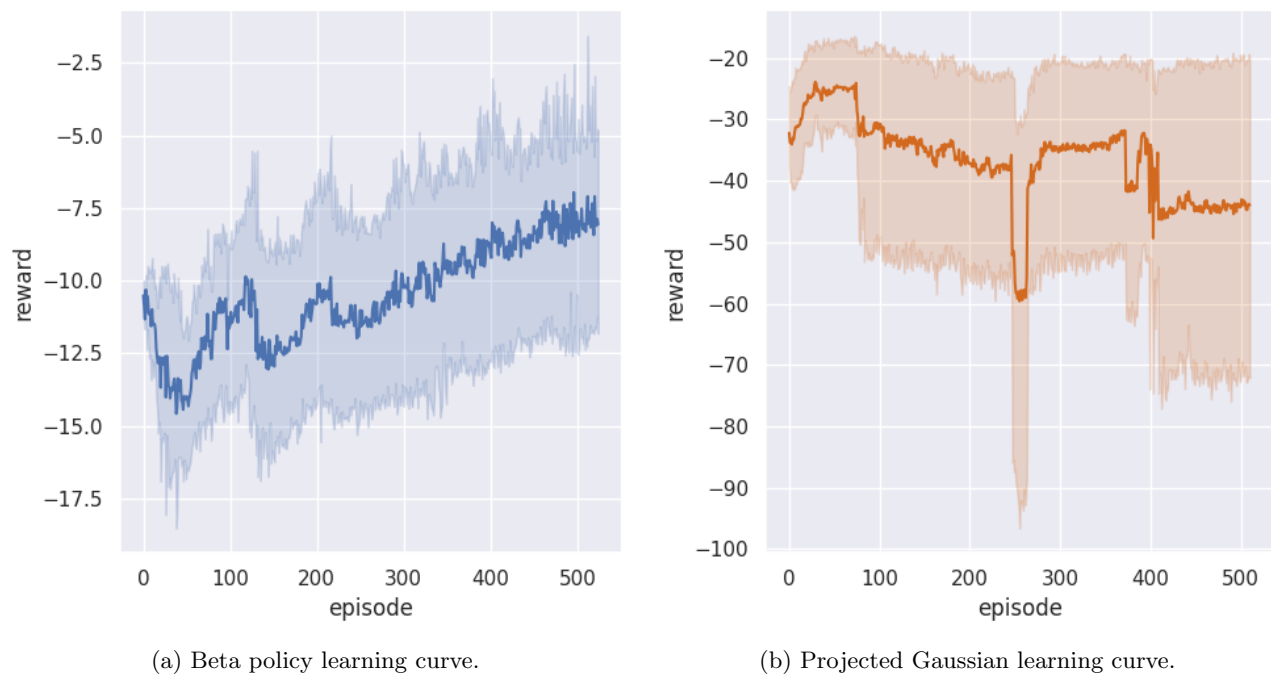 −2.5
−5.0
−7.5
−10.0
−12.5
−15.0
−17.5
reward
0 100 200 300 400 500
episode
(a) Beta policy learning curve.
−20
−30
−40
−50
−60
−70
−80
−90
−100
reward
0 100 200 300 400 500
episode
(b) Projected Gaussian learning curve.